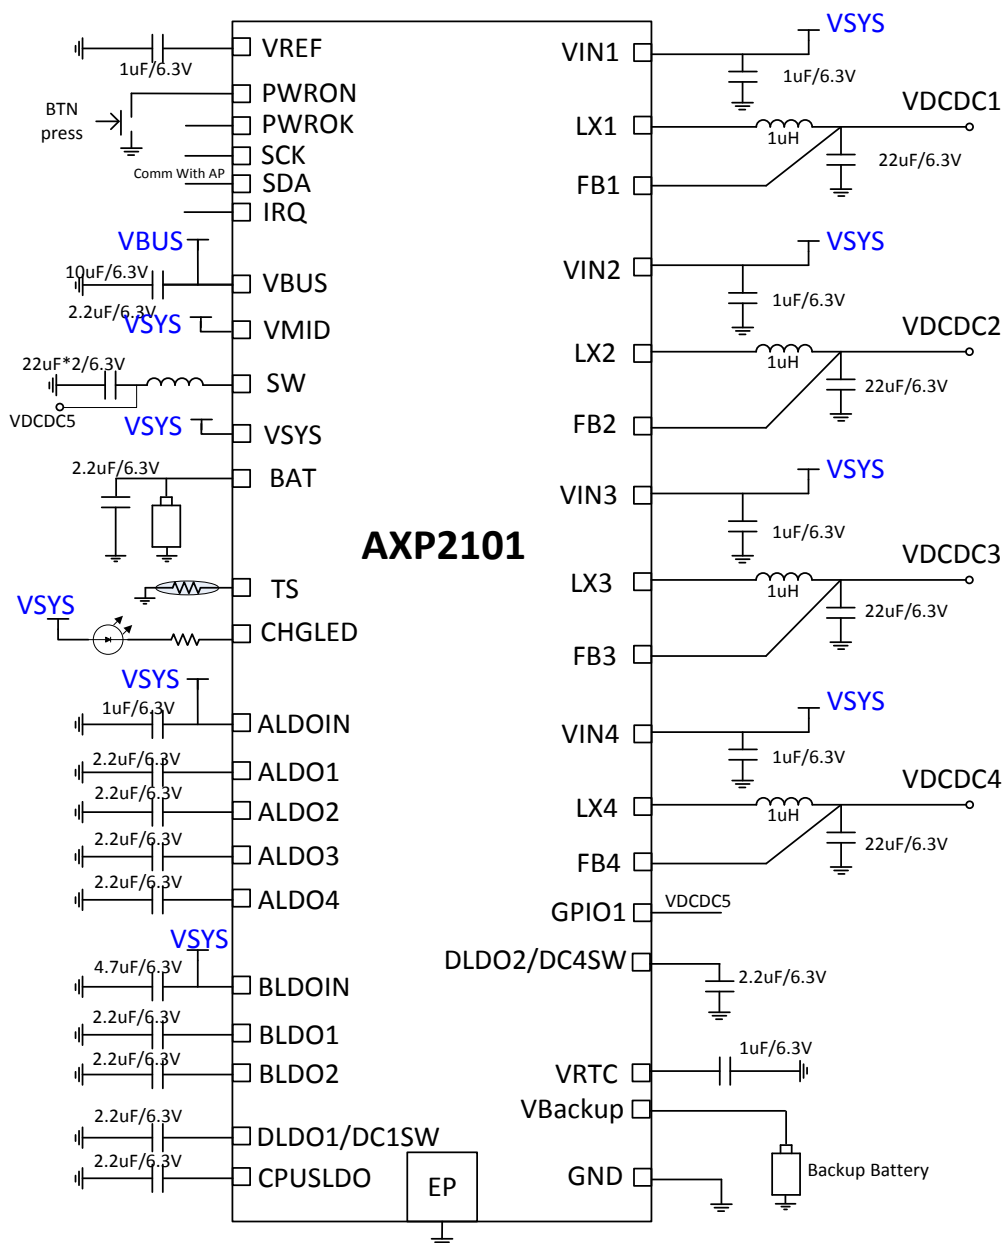 VREF
1uF/6.3V
PWRON
BTN
press
PWROK
SCK
Comm With AP
SDA
IRQ
VBUS
10uF/6.3V
VBUS
2.2uF/6.3V
VSYS
VMID
22uF*2/6.3V
SW
VDCDC5
VSYS
VSYS
2.2uF/6.3V
BAT
AXP2101
TS
VSYS
CHGLED
VSYS
1uF/6.3V
ALDOIN
2.2uF/6.3V
ALDO1
2.2uF/6.3V
ALDO2
2.2uF/6.3V
ALDO3
2.2uF/6.3V
ALDO4
VSYS
4.7uF/6.3V
BLDOIN
2.2uF/6.3V
BLDO1
2.2uF/6.3V
BLDO2
2.2uF/6.3V
DLDO1/DC1SW
2.2uF/6.3V
CPUSLDO
EP
VSYS
VIN1
1uF/6.3V
VDCDC1
LX1
1uH
22uF/6.3V
FB1
VSYS
VIN2
1uF/6.3V
VDCDC2
LX2
1uH
22uF/6.3V
FB2
VSYS
VIN3
1uF/6.3V
VDCDC3
LX3
1uH
22uF/6.3V
FB3
VSYS
VIN4
1uF/6.3V
VDCDC4
LX4
1uH
22uF/6.3V
FB4
GPIO1
VDCDC5
DLDO2/DC4SW
2.2uF/6.3V
1uF/6.3V
VRTC
VBackup
Backup Battery
GND